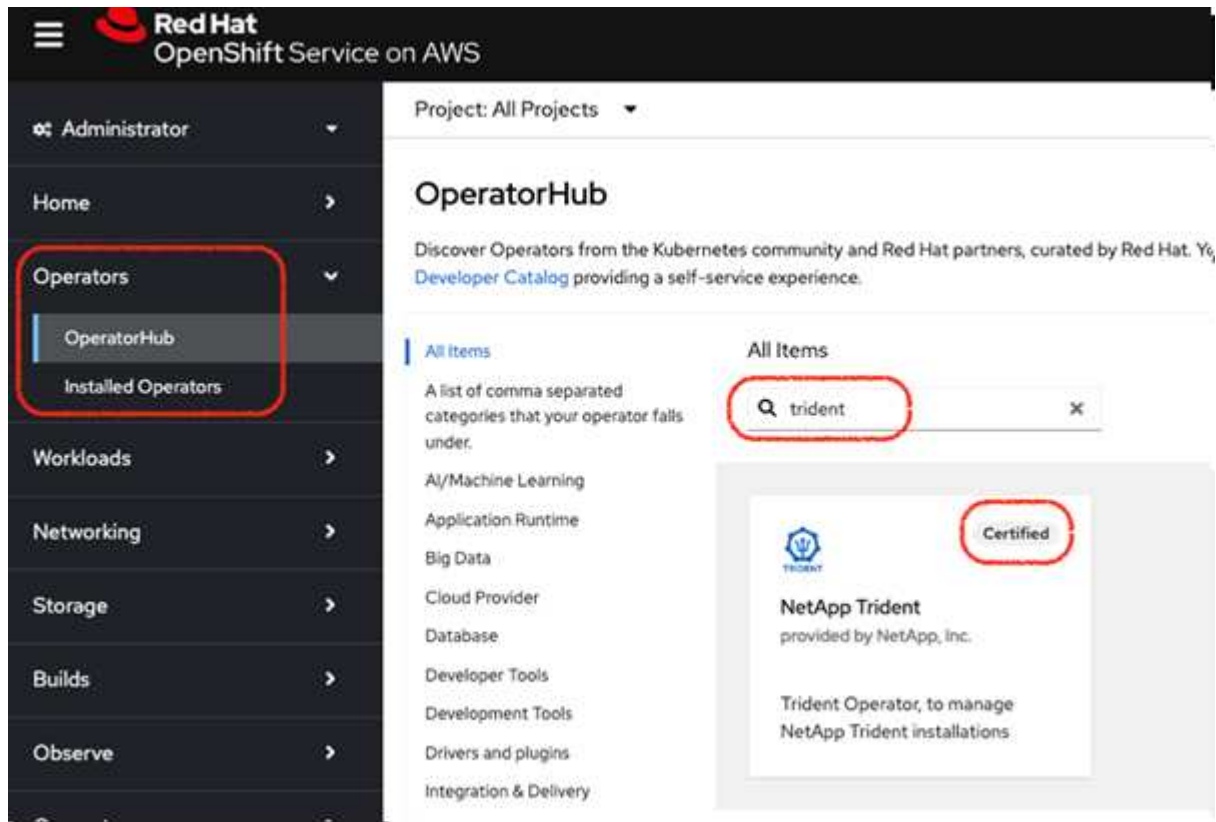 Red Hat
OpenShift Service on AWS
Administrator
Home
Operators
OperatorHub
Installed Operators
Workloads
Networking
Storage
Builds
Observe
Project: All Projects
OperatorHub
Discover Operators from the Kubernetes community and Red Hat partners, curated by Red Hat.
Developer Catalog providing a self-service experience.
All Items
A list of comma separated
categories that your operator falls
under.
AI/Machine Learning
Application Runtime
Big Data
Cloud Provider
Database
Developer Tools
Development Tools
Drivers and plugins
Integration & Delivery
All Items
trident
Certified
TRIDENT
NetApp Trident
provided by NetApp, Inc.
Trident Operator, to manage
NetApp Trident installations